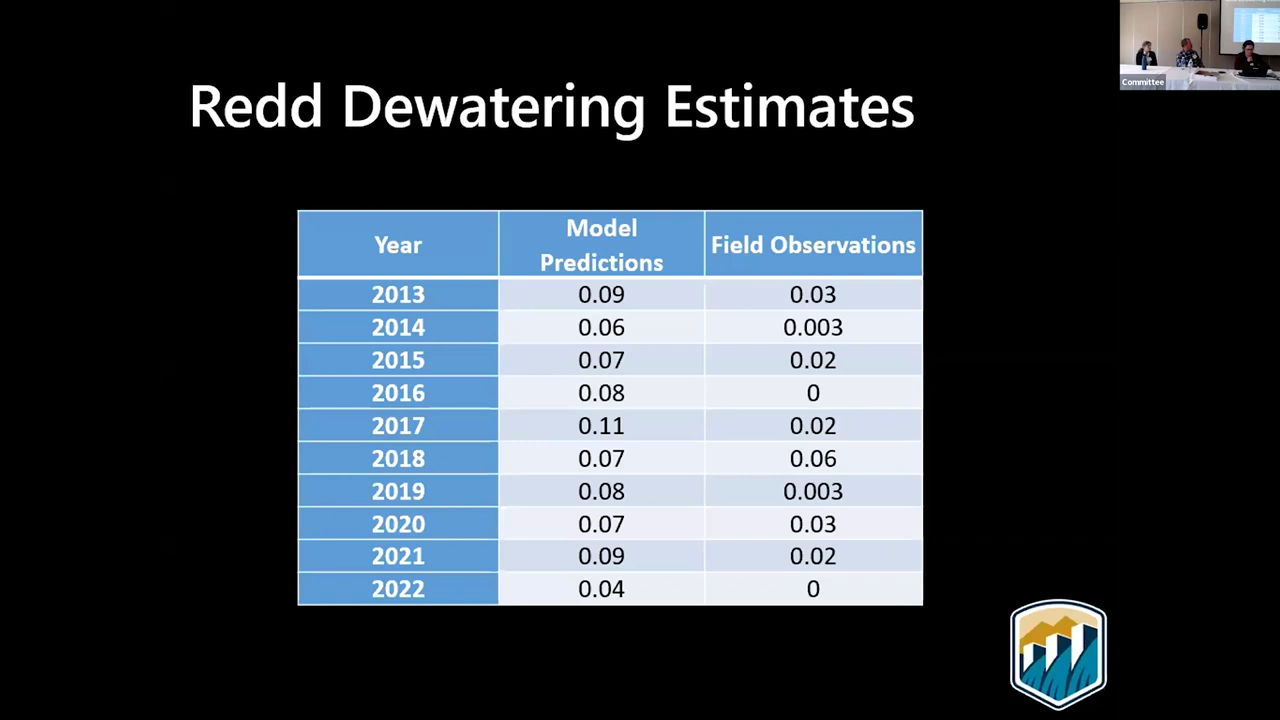 Committee
Redd Dewatering Estimates
Year Model Predictions Field Observations
2013 0.09 0.03
2014 0.06 0.003
2015 0.07 0.02
2016 0.08 0
2017 0.11 0.02
2018 0.07 0.06
2019 0.08 0.003
2020 0.07 0.03
2021 0.09 0.02
2022 0.04 0